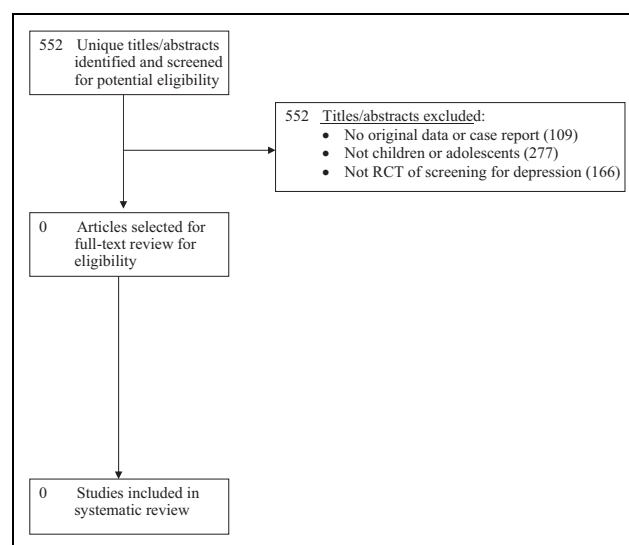 552 Unique titles/abstracts
identified and screened
for potential eligibility
552 Titles/abstracts excluded:
• No original data or case report (109)
• Not children or adolescents (277)
• Not RCT of screening for depression (166)
0 Articles selected for
full-text review for
eligibility
0 Studies included in
systematic review